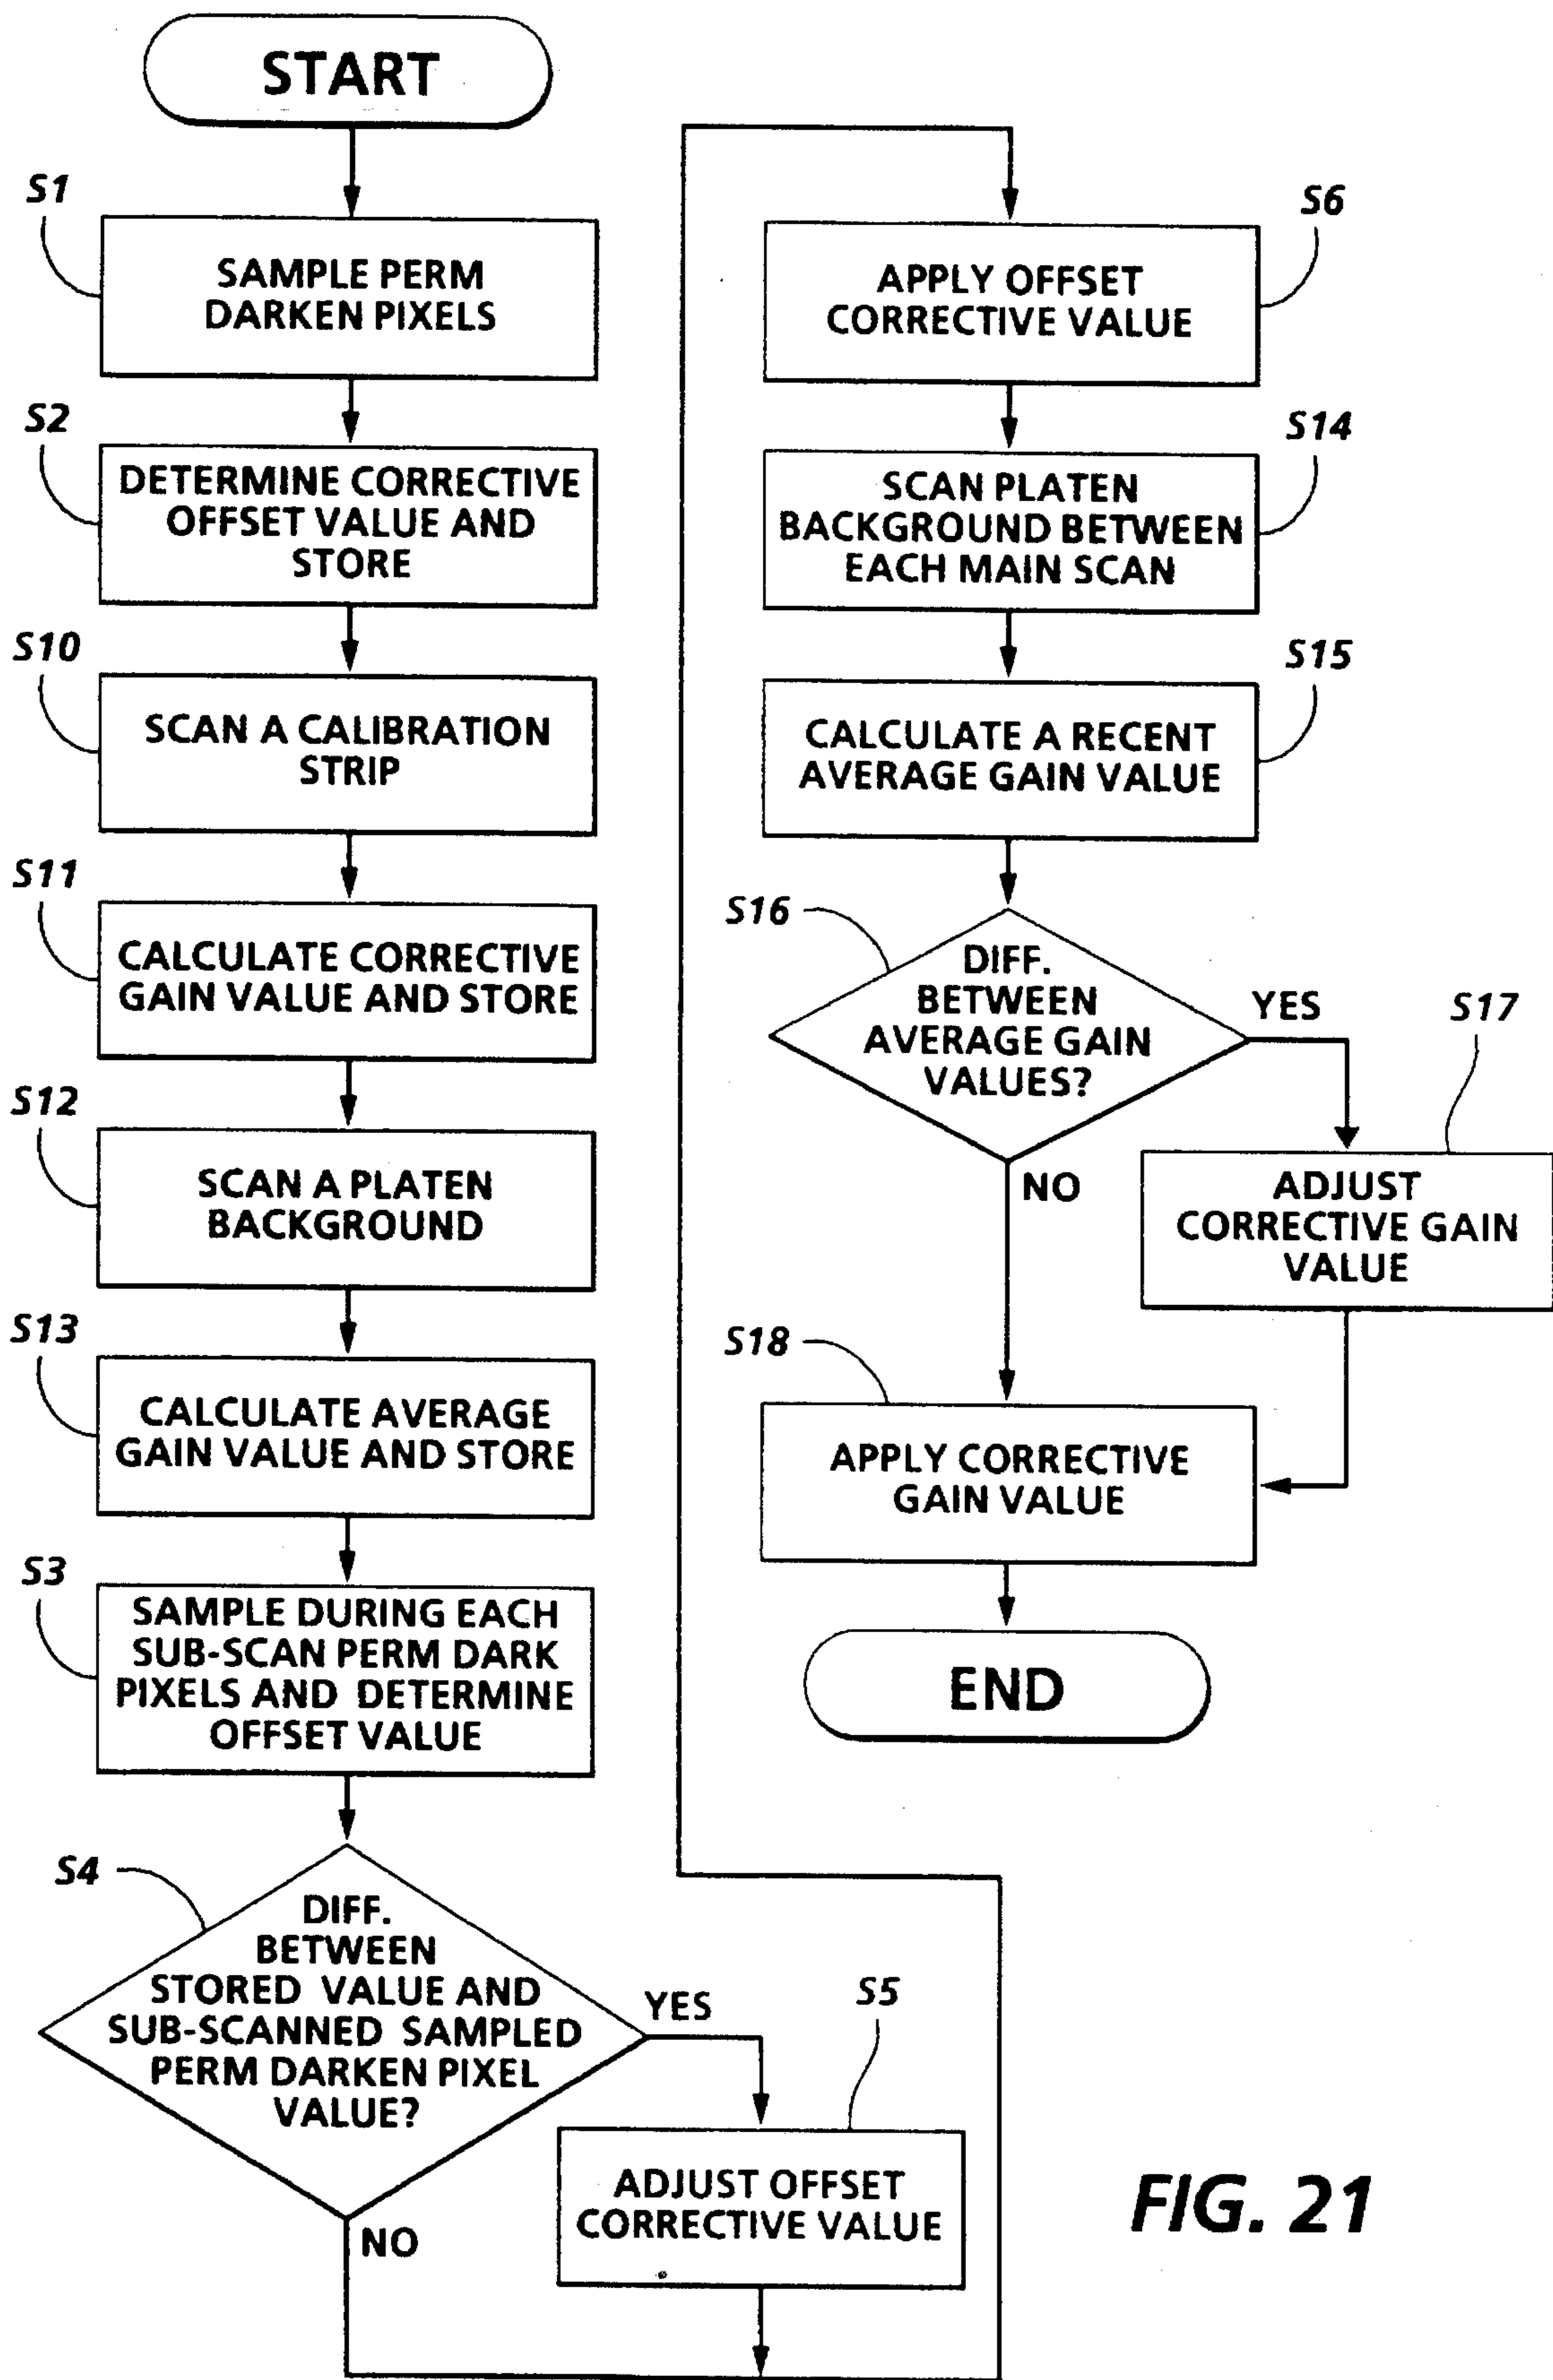 START
S1
SAMPLE PERM
DARKEN PIXELS
S2
DETERMINE CORRECTIVE
OFFSET VALUE AND
STORE
S10
SCAN A CALIBRATION
STRIP
S11
CALCULATE CORRECTIVE
GAIN VALUE AND STORE
S12
SCAN A PLATEN
BACKGROUND
S13
CALCULATE AVERAGE
GAIN VALUE AND STORE
S3
SAMPLE DURING EACH
SUB-SCAN PERM DARK
PIXELS AND DETERMINE
OFFSET VALUE
S4
DIFF.
BETWEEN
STORED VALUE AND
SUB-SCANNED SAMPLED
PERM DARKEN PIXEL
VALUE?
YES
NO
S5
ADJUST OFFSET
CORRECTIVE VALUE
S6
APPLY OFFSET
CORRECTIVE VALUE
S14
SCAN PLATEN
BACKGROUND BETWEEN
EACH MAIN SCAN
S15
CALCULATE A RECENT
AVERAGE GAIN VALUE
S16
DIFF.
BETWEEN
AVERAGE GAIN
VALUES?
YES
NO
S17
ADJUST
CORRECTIVE GAIN
VALUE
S18
APPLY CORRECTIVE
GAIN VALUE
END
FIG. 21